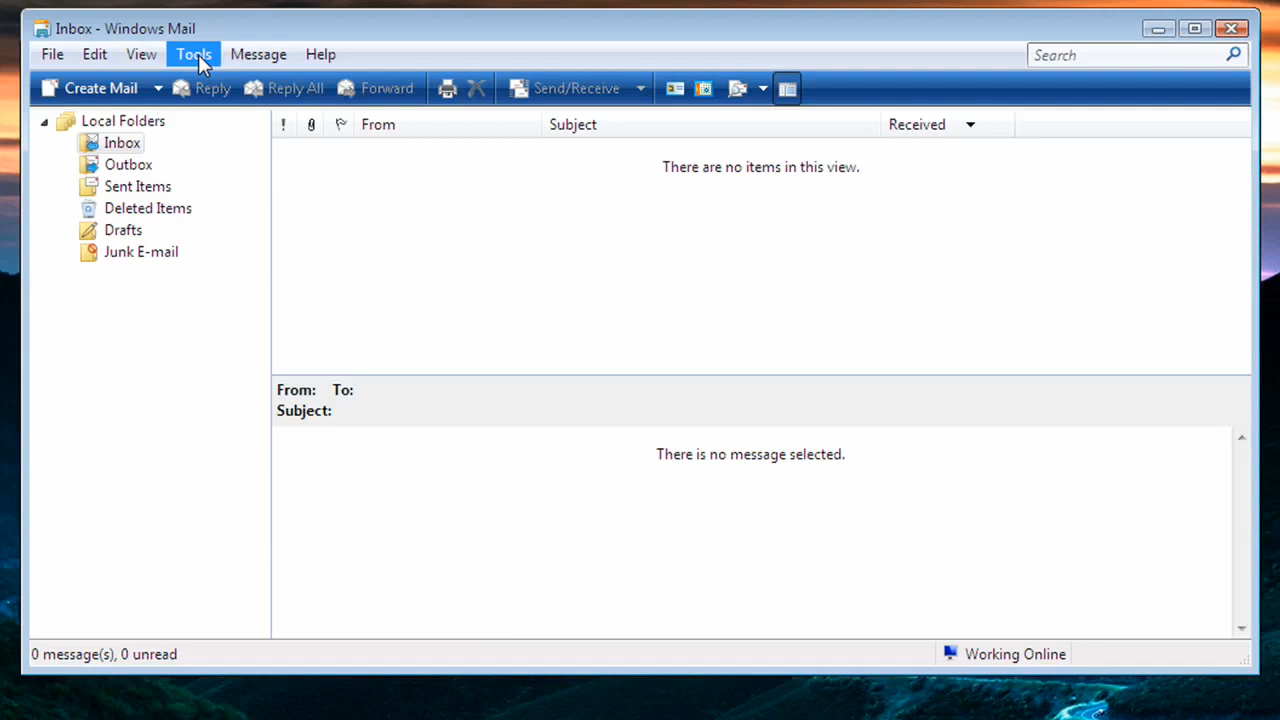 Inbox - Windows Mail
File Edit View Tools Message Help
Search
Create Mail Reply Reply All Forward Send/Receive
Local Folders
Inbox
Outbox
Sent Items
Deleted Items
Drafts
Junk E-mail
! From Subject Received
There are no items in this view.
From: To:
Subject:
There is no message selected.
0 message(s), 0 unread
Working Online